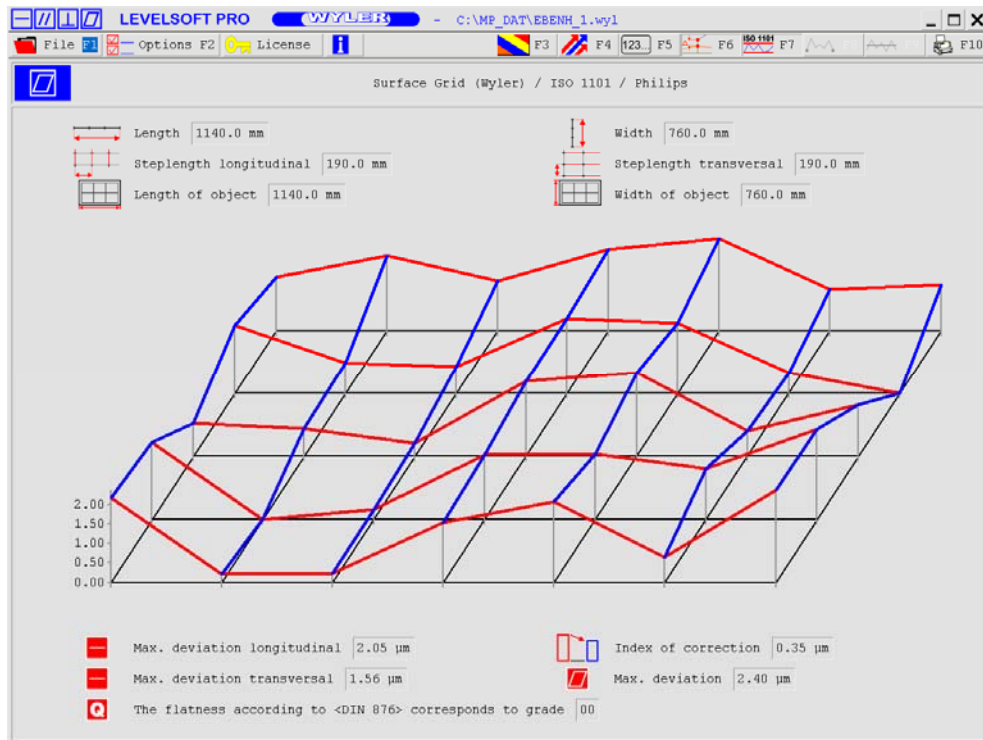 LEVELSOFT PRO WYLER - C:\MP_DAT\EBENH_1.wyl
File F1 Options F2 License i F3 F4 123... F5 F6 ISO 1101 F7 F10
Surface Grid (Wyler) / ISO 1101 / Philips
Length 1140.0 mm Width 760.0 mm
Steplength longitudinal 190.0 mm Steplength transversal 190.0 mm
Length of object 1140.0 mm Width of object 760.0 mm
2.00
1.50
1.00
0.50
0.00
Max. deviation longitudinal 2.05 µm Index of correction 0.35 µm
Max. deviation transversal 1.56 µm Max. deviation 2.40 µm
Q The flatness according to <DIN 876> corresponds to grade 00